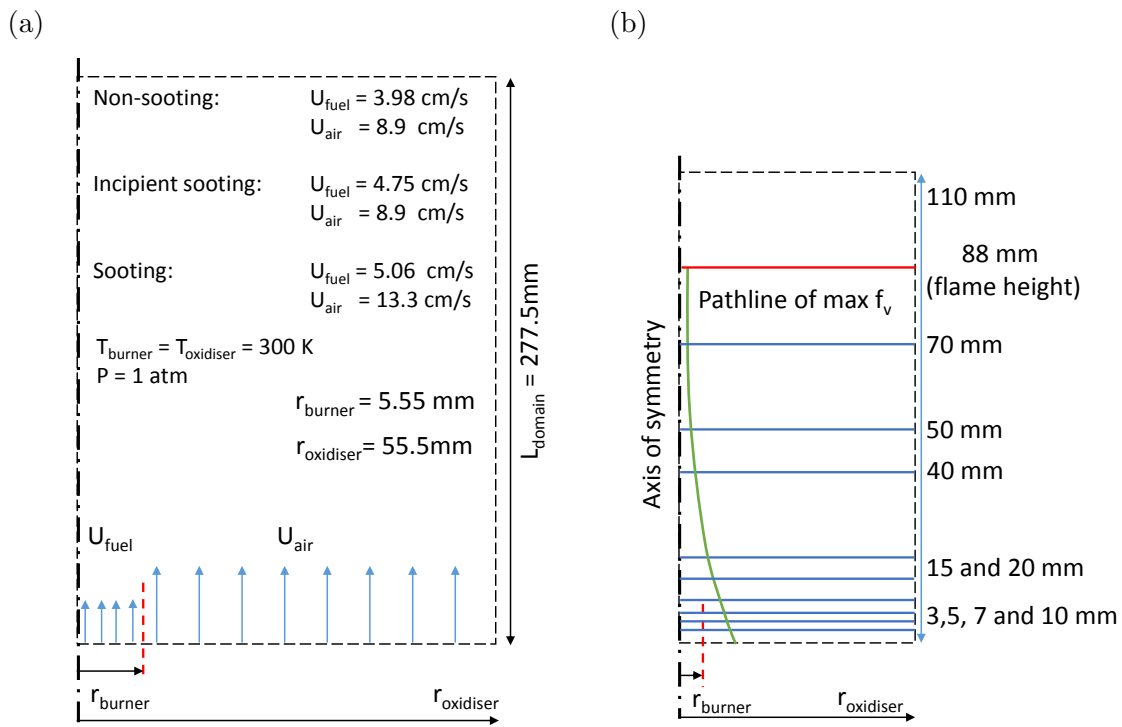 (a)
Non-sooting: U_fuel = 3.98 cm/s
U_air = 8.9 cm/s
Incipient sooting: U_fuel = 4.75 cm/s
U_air = 8.9 cm/s
Sooting: U_fuel = 5.06 cm/s
U_air = 13.3 cm/s
T_burner = T_oxidiser = 300 K
P = 1 atm
r_burner = 5.55 mm
r_oxidiser = 55.5mm
L_domain = 277.5mm
U_fuel U_air
r_burner r_oxidiser
(b)
110 mm
88 mm
(flame height)
Pathline of max f_v
70 mm
Axis of symmetry
50 mm
40 mm
15 and 20 mm
3,5, 7 and 10 mm
r_burner r_oxidiser